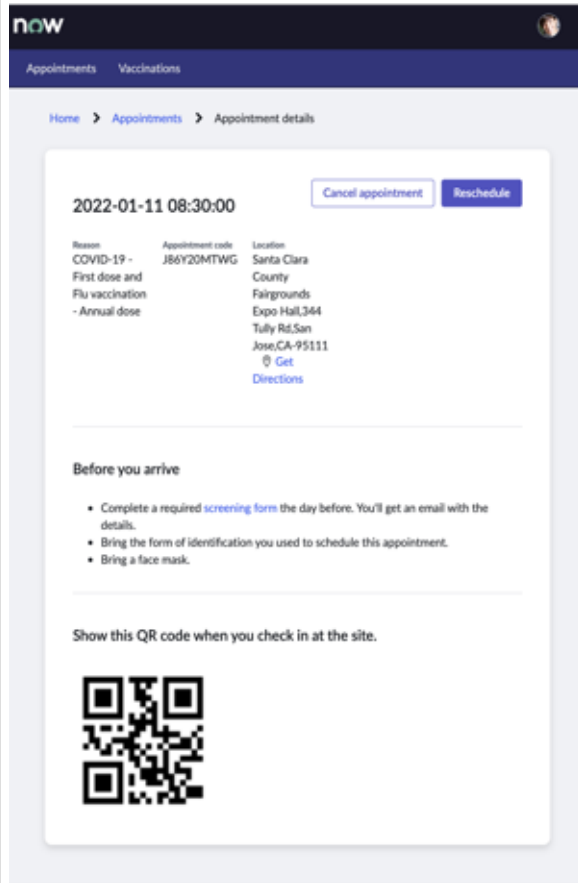 now
Appointments Vaccinations
Home > Appointments > Appointment details
2022-01-11 08:30:00
Cancel appointment
Reschedule
Reason
COVID-19 -
First dose and
Flu vaccination
- Annual dose
Appointment code
J86Y20MTWG
Location
Santa Clara
County
Fairgrounds
Expo Hall,344
Tully Rd,San
Jose,CA-95111
Get
Directions
Before you arrive
• Complete a required screening form the day before. You'll get an email with the
details.
• Bring the form of identification you used to schedule this appointment.
• Bring a face mask.
Show this QR code when you check in at the site.